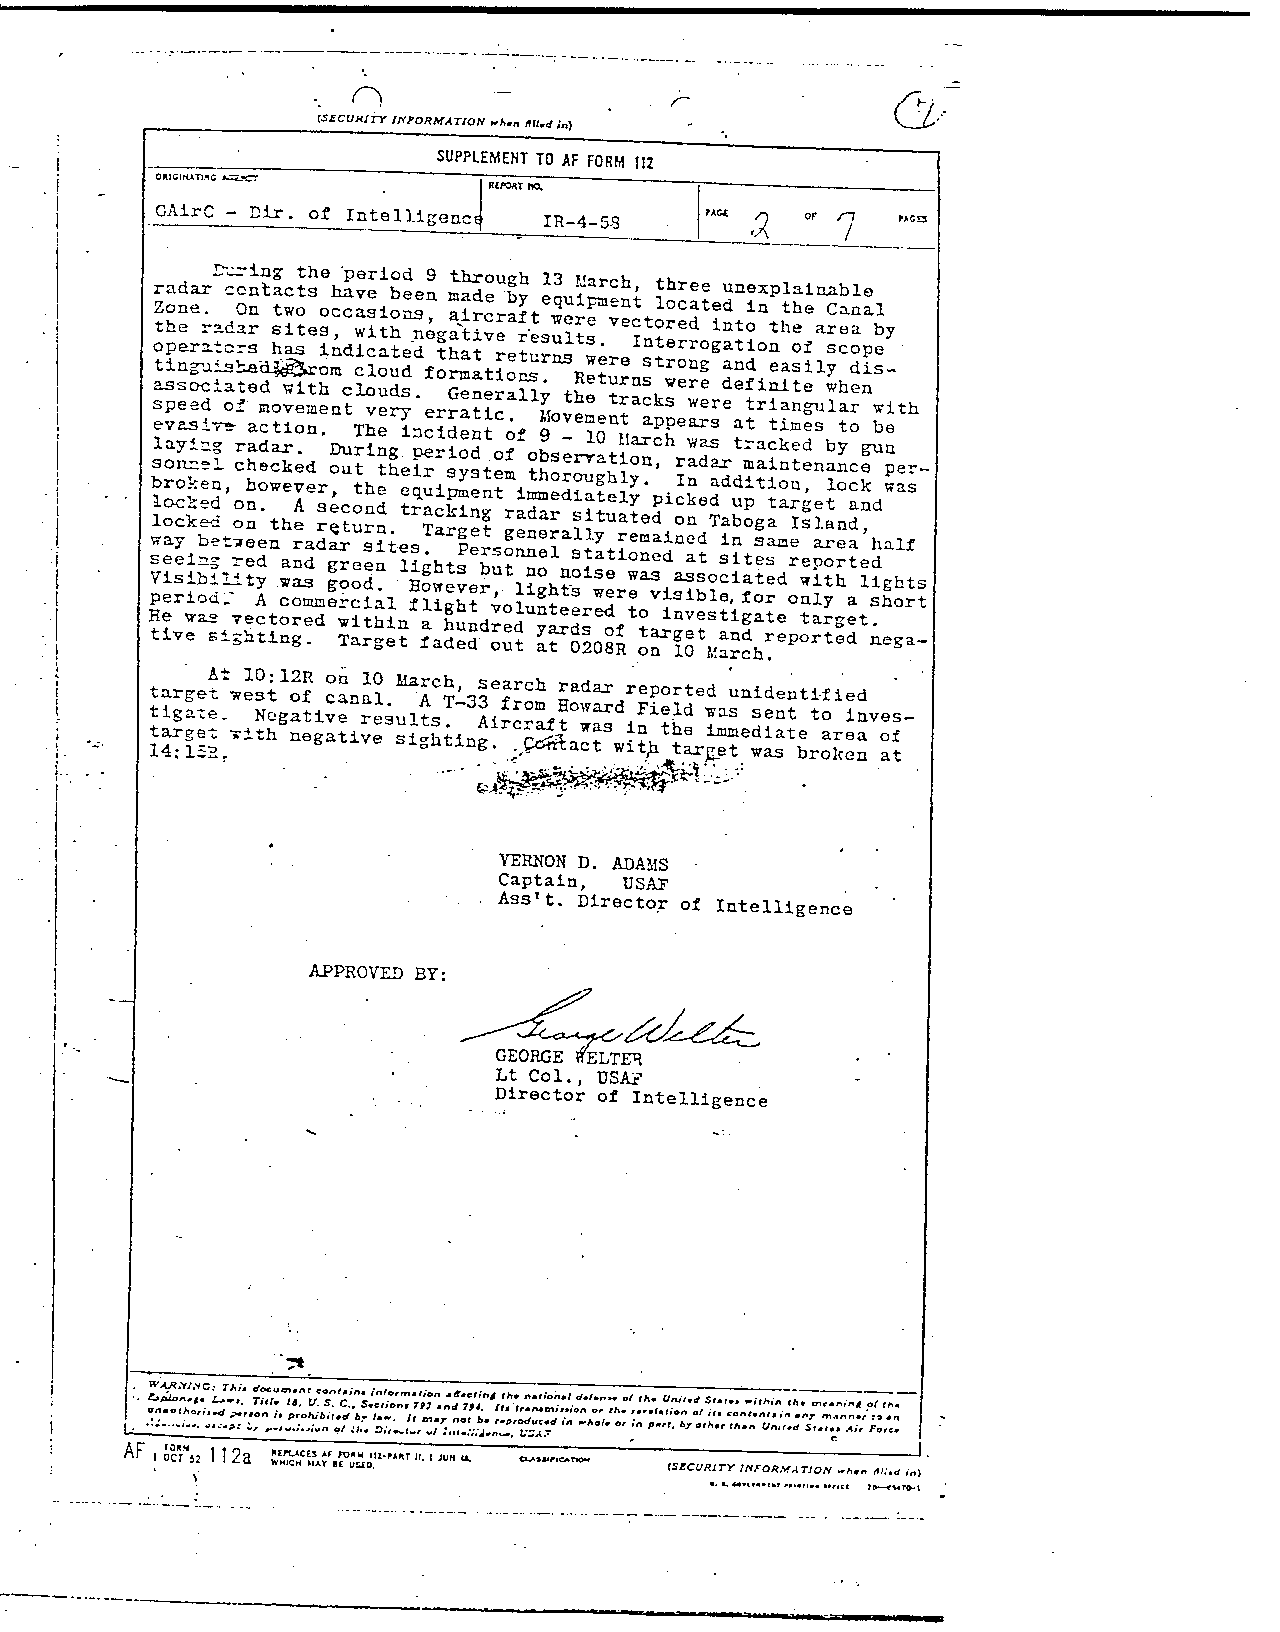 (SECURITY INFORMATION when filled in)
SUPPLEMENT TO AF FORM 112
ORIGINATING AGENCY
REPORT NO.
CAirC - Dir. of Intelligence
IR-4-58
PAGE 2 OF 7 PAGES
During the period 9 through 13 March, three unexplainable
radar contacts have been made by equipment located in the Canal
Zone. On two occasions, aircraft were vectored into the area by
the radar sites, with negative results. Interrogation of scope
operators has indicated that returns were strong and easily dis-
tinguished from cloud formations. Returns were definite when
associated with clouds. Generally the tracks were triangular with
speed of movement very erratic. Movement appears at times to be
evasive action. The incident of 9 - 10 March was tracked by gun
laying radar. During period of observation, radar maintenance per-
sonnel checked out their system thoroughly. In addition, lock was
broken, however, the equipment immediately picked up target and
locked on. A second tracking radar situated on Taboga Island,
locked on the return. Target generally remained in same area half
way between radar sites. Personnel stationed at sites reported
seeing red and green lights but no noise was associated with lights
Visibility was good. However, lights were visible, for only a short
period. A commercial flight volunteered to investigate target.
He was vectored within a hundred yards of target and reported nega-
tive sighting. Target faded out at 0208R on 10 March.
At 10:12R on 10 March, search radar reported unidentified
target west of canal. A T-33 from Howard Field was sent to inves-
tigate. Negative results. Aircraft was in the immediate area of
target with negative sighting. Contact with target was broken at
VERNON D. ADAMS
Captain, USAF
Ass't. Director of Intelligence
APPROVED BY:
George Welter
GEORGE WELTER
Lt Col., USAF
Director of Intelligence
WARNING: This document contains information affecting the national defense of the United States within the meaning of the
Espionage Laws, Title 18, U. S. C., Sections 793 and 794. Its transmission or the revelation of its contents in any manner to an
unauthorized person is prohibited by law. It may not be reproduced in whole or in part, by other than United States Air Force
except by permission of the Director of Intelligence, USAF
AF FORM 1 OCT 52 112a
REPLACES AF FORM 112-PART II, 1 JUN
WHICH MAY BE USED.
CLASSIFICATION
(SECURITY INFORMATION when filled in)
U. S. GOVERNMENT PRINTING OFFICE